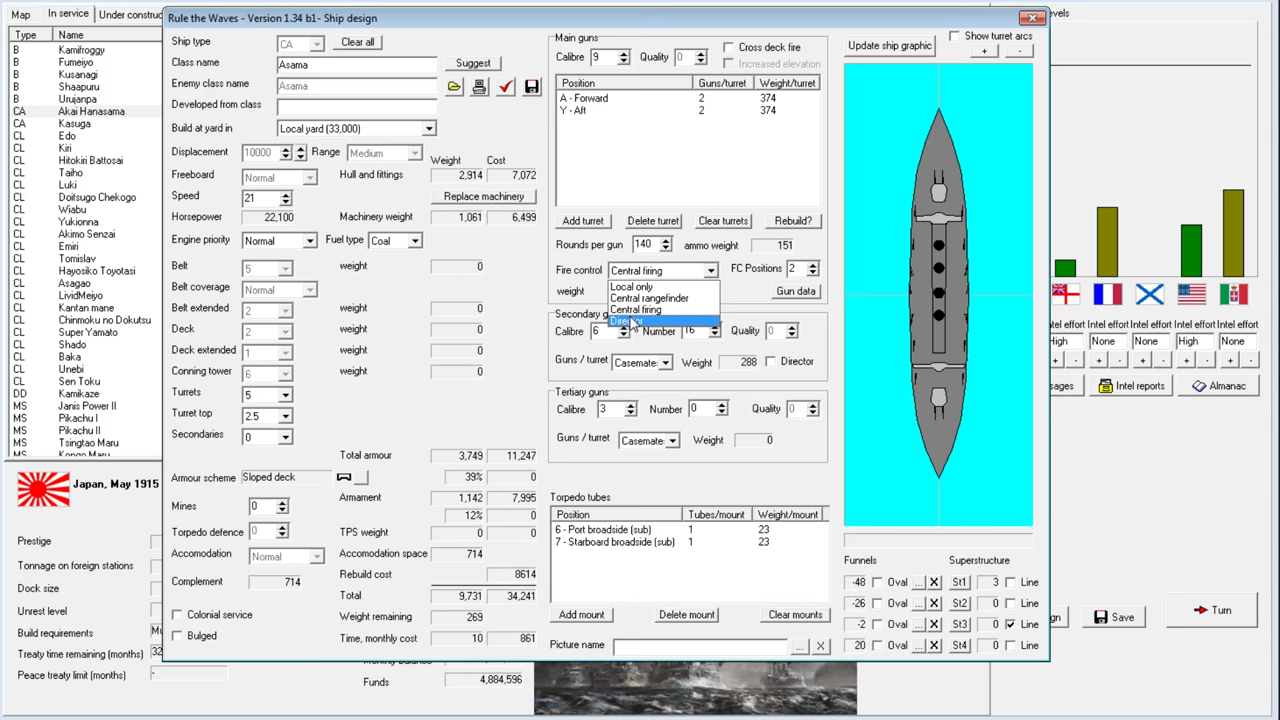 Map
In service
Under construc
Type
Name
B Kamifroggy
B Fumeiyo
B Kusanagi
B Shaapuru
B Urujanpa
CA Akai Hanasama
CA Kasuga
CL Edo
CL Kiri
CL Hitokiri Battosai
CL Taiho
CL Luki
CL Doitsugo Chekogo
CL Wiabu
CL Yukionna
CL Akimo Senzai
CL Emiri
CL Tomislav
CL Hayosiko Toyotasi
CL Asagao
CL LividMeiyo
CL Kanten
CL Chinmoku no Dokutsu
CL Super Yamato
CL Shado
CL Baka
CL Unebi
CL Sen Toku
DD Kamikaze
MS Janis Power II
MS Pikachu I
MS Pikachu II
MS Tsingtao Maru
MS Kongo Maru
Japan, May 1915
Prestige
Tonnage on foreign stations
Dock size
Unrest level
Build requirements Mu
Treaty time remaining (months) 32
Peace treaty limit (months) -
Rule the Waves - Version 1.34 b1- Ship design
Ship type CA Clear all
Class name Asama Suggest
Enemy class name Asama
Developed from class
Build at yard in Local yard (33,000)
Displacement 10000 Range Medium Weight Cost
Freeboard Normal Hull and fittings 2,914 7,072
Speed 21 Replace machinery
Horsepower 22,100 Machinery weight 1,061 6,499
Engine priority Normal Fuel type Coal
Belt 5 weight 0
Belt coverage Normal
Belt extended 2 weight 0
Deck 2 weight 0
Deck extended 1 weight 0
Conning tower 6 weight 0
Turrets 5
Turret top 2.5
Secondaries 0
Total armour 3,749 11,247
Armour scheme Sloped deck 39% 0
Mines 0 Armament 1,142 7,995
12% 0
Torpedo defence 0 TPS weight 0 0
Accomodation Normal Accomodation space 714
Complement 714 Rebuild cost 8614
Total 9,731 34,241
Colonial service Weight remaining 269
Bulged Time, monthly cost 10 861
Funds 4,884,596
Main guns
Calibre 9 Quality 0 Cross deck fire
Increased elevation
Position Guns/turret Weight/turret
A - Forward 2 374
Y - Aft 2 374
Add turret Delete turret Clear turrets Rebuild?
Rounds per gun 140 ammo weight 151
Fire control Central firing FC Positions 2
Local only
Central rangefinder
Central firing
weight Gun data
Secondary g
Calibre 6 Number 16 Quality 0
Guns / turret Casemate: Weight 288 Director
Tertiary guns
Calibre 3 Number 0 Quality 0
Guns / turret Casemate: Weight 0
Torpedo tubes
Position Tubes/mount Weight/mount
6 - Port broadside (sub) 1 23
7 - Starboard broadside (sub) 1 23
Add mount Delete mount Clear mounts
Picture name ... X
Update ship graphic Show turret arcs
+ -
Funnels Superstructure
-48 Oval ... X St1 3 Line
-26 Oval ... X St2 0 Line
-2 Oval ... X St3 0 Line
20 Oval ... X St4 0 Line
evels
Intel effort Intel effort Intel effort Intel effort Intel effort
High None None High None
+ - + - + - + - + -
sages Intel reports Almanac
gn Save Turn